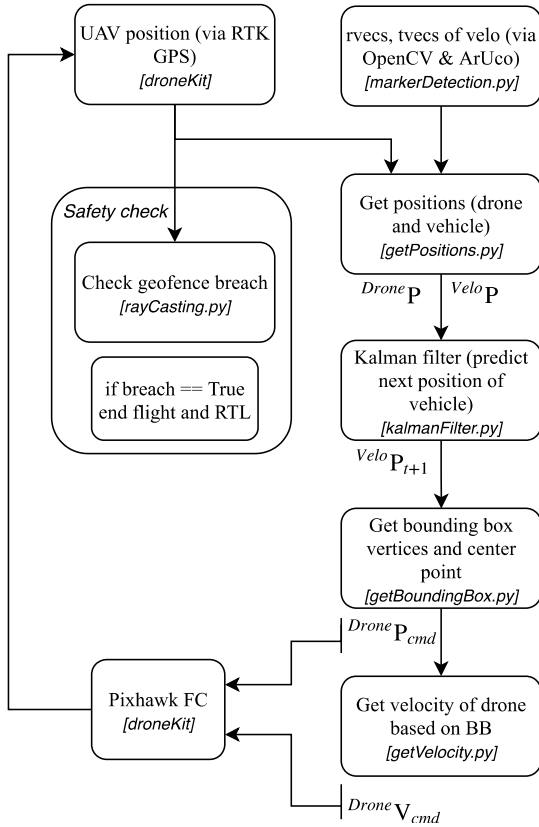 UAV position (via RTK
GPS)
[droneKit]
rvecs, tvecs of velo (via
OpenCV & ArUco)
[markerDetection.py]
Safety check
Check geofence breach
[rayCasting.py]
if breach == True
end flight and RTL
Get positions (drone
and vehicle)
[getPositions.py]
Drone P Velo P
Kalman filter (predict
next position of
vehicle)
[kalmanFilter.py]
Velo P t+1
Get bounding box
vertices and center
point
[getBoundingBox.py]
Drone P cmd
Pixhawk FC
[droneKit]
Get velocity of drone
based on BB
[getVelocity.py]
Drone V cmd